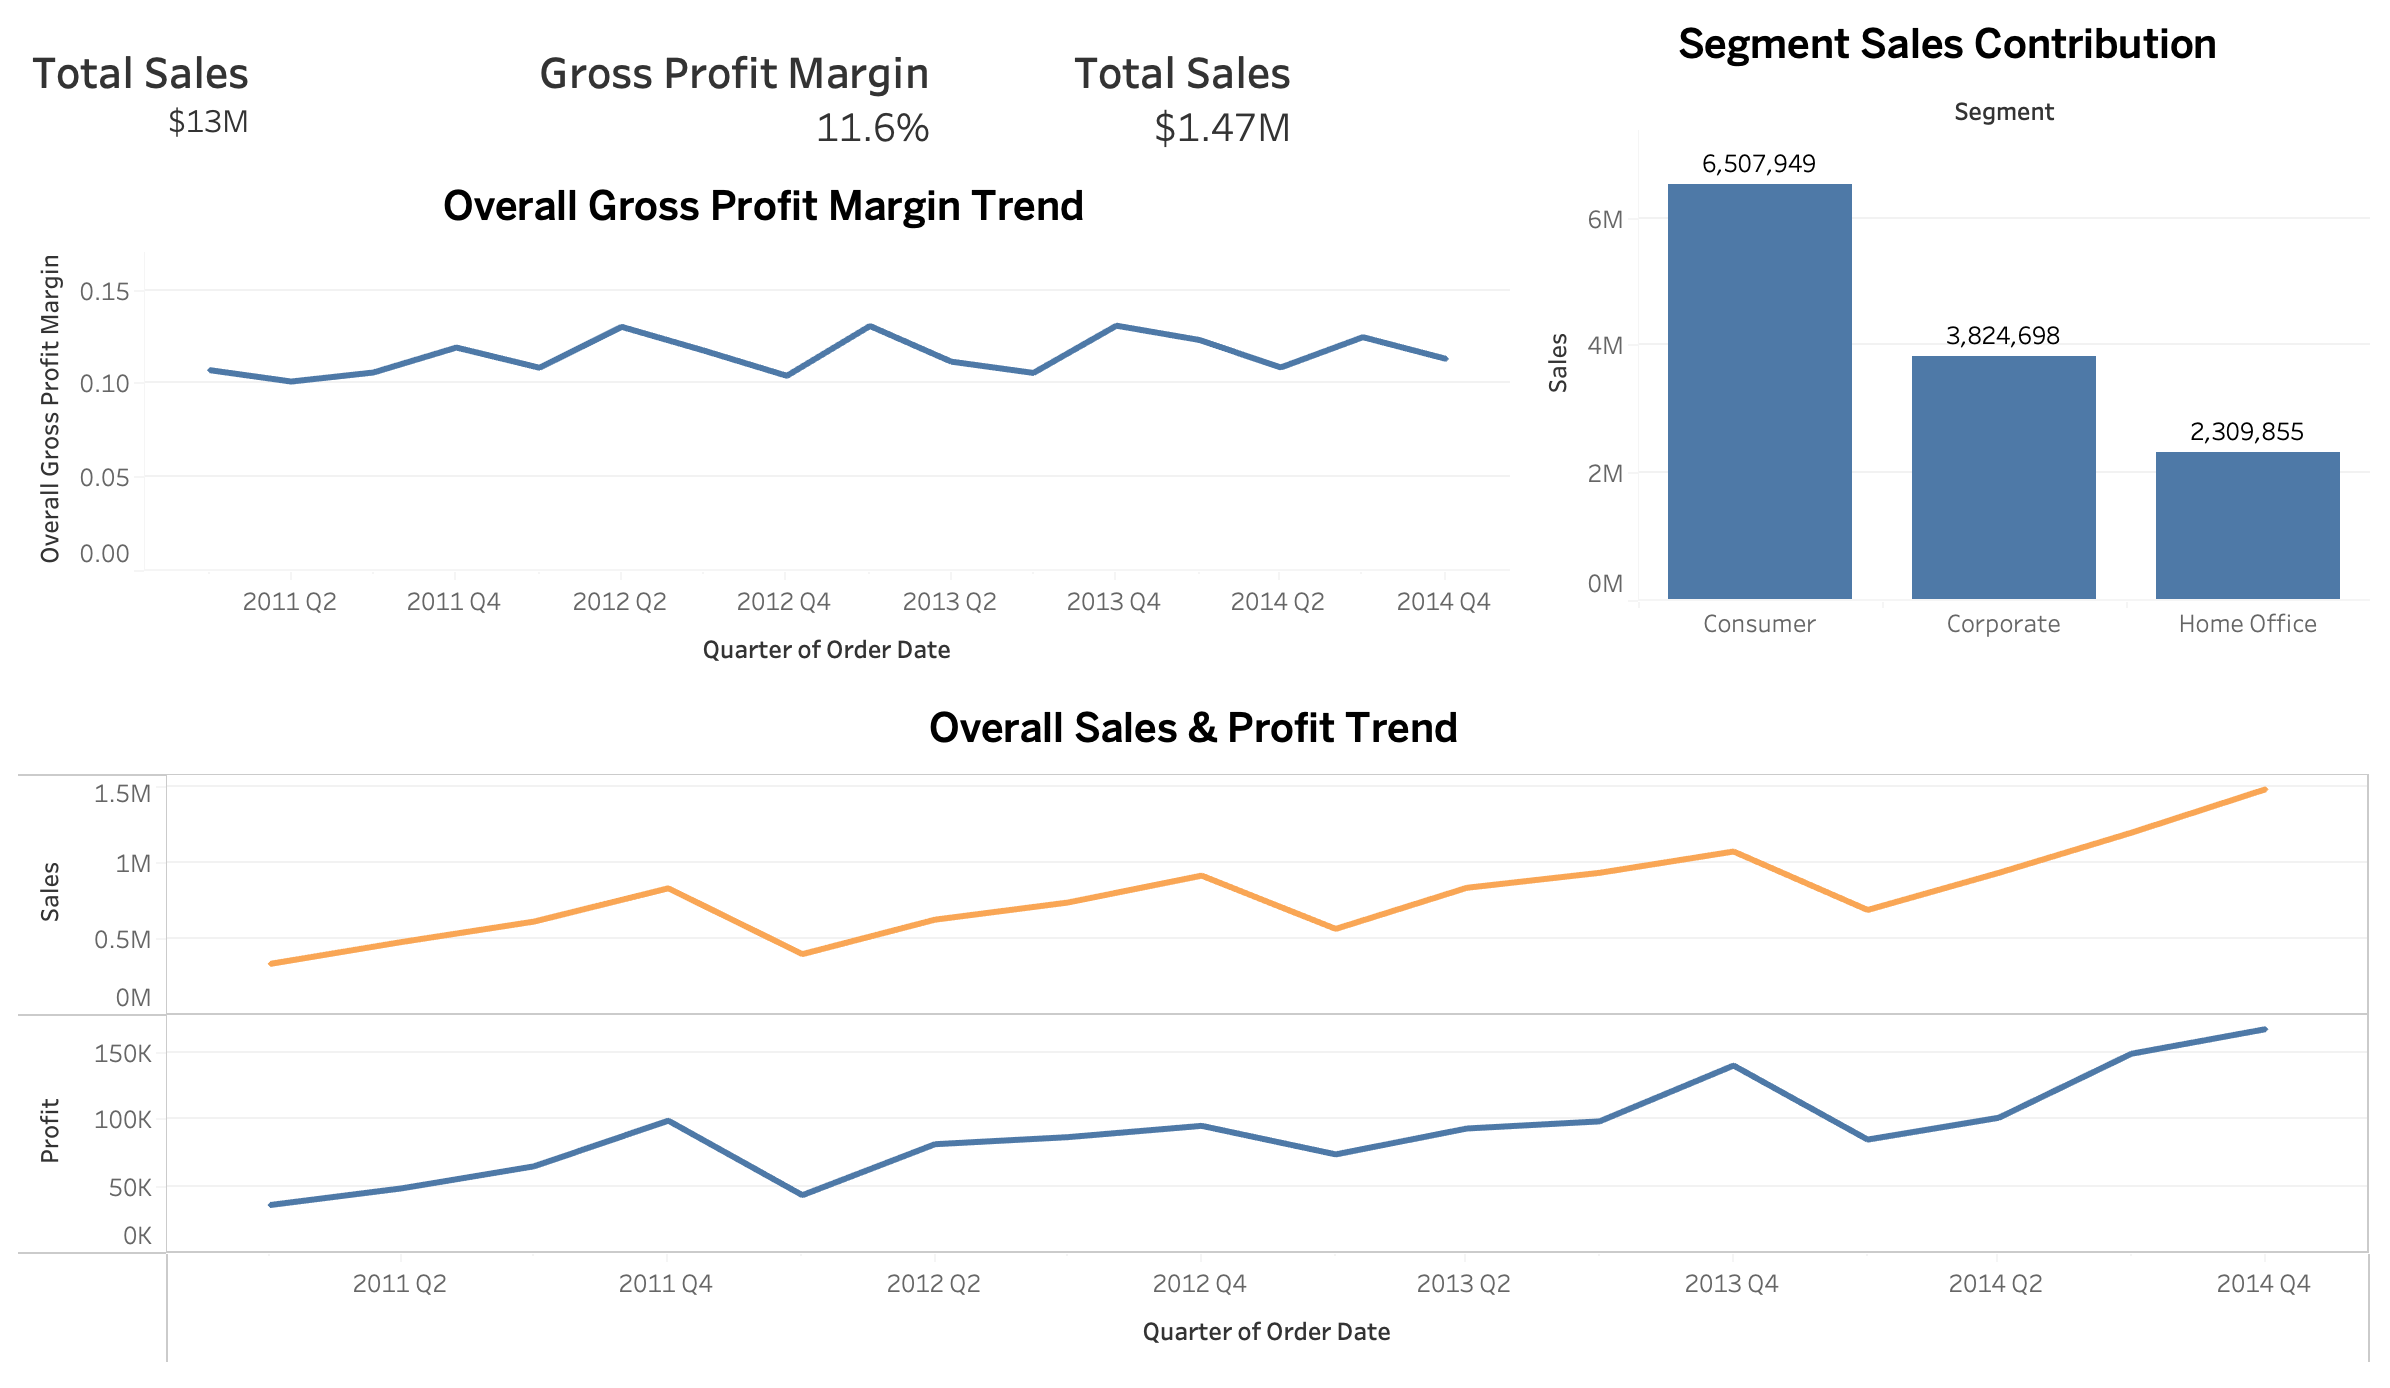 Total Sales
$13M
Gross Profit Margin
11.6%
Total Sales
$1.47M
Overall Gross Profit Margin Trend
Overall Gross Profit Margin
0.15
0.10
0.05
0.00
2011 Q2 2011 Q4 2012 Q2 2012 Q4 2013 Q2 2013 Q4 2014 Q2 2014 Q4
Quarter of Order Date
Segment Sales Contribution
Segment
Sales
6M
4M
2M
0M
6,507,949
3,824,698
2,309,855
Consumer Corporate Home Office
Overall Sales & Profit Trend
Sales
1.5M
1M
0.5M
0M
Profit
150K
100K
50K
0K
2011 Q2 2011 Q4 2012 Q2 2012 Q4 2013 Q2 2013 Q4 2014 Q2 2014 Q4
Quarter of Order Date